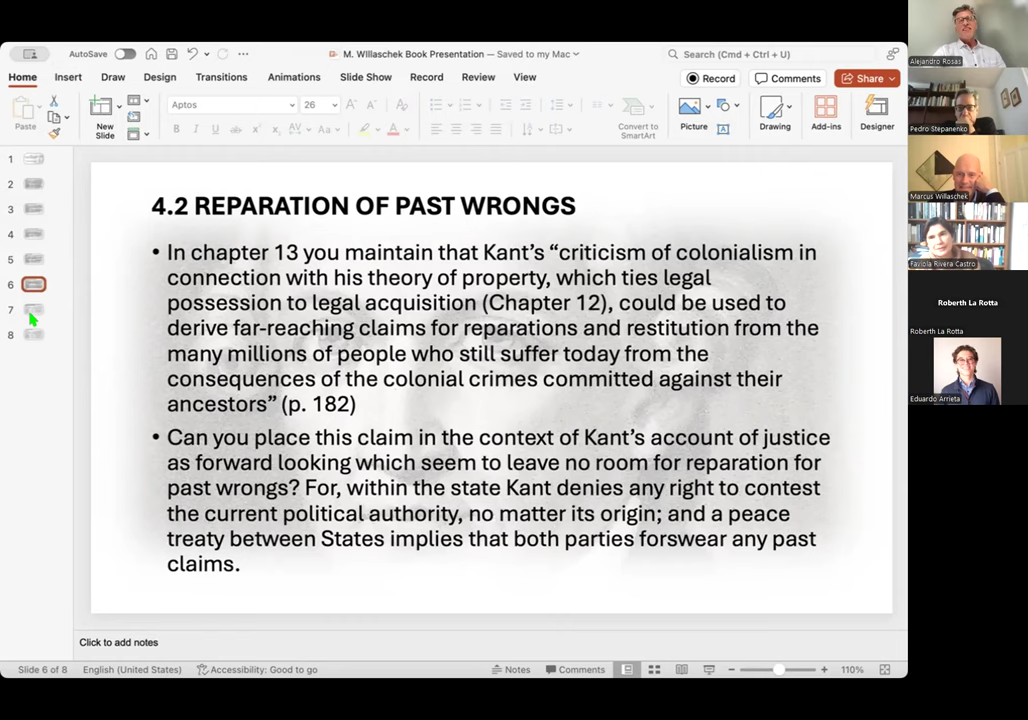 AutoSave
M. Willaschek Book Presentation — Saved to my Mac
Search (Cmd + Ctrl + U)
Home Insert Draw Design Transitions Animations Slide Show Record Review View
Record Comments Share
Paste
New
Slide
Aptos 26
B I U ab x² x₂ AV Aa A
Convert to
SmartArt
Picture
Drawing
Add-ins
Designer
1
2
3
4
5
6
7
8
4.2 REPARATION OF PAST WRONGS
• In chapter 13 you maintain that Kant’s “criticism of colonialism in
connection with his theory of property, which ties legal
possession to legal acquisition (Chapter 12), could be used to
derive far-reaching claims for reparations and restitution from the
many millions of people who still suffer today from the
consequences of the colonial crimes committed against their
ancestors” (p. 182)
• Can you place this claim in the context of Kant’s account of justice
as forward looking which seem to leave no room for reparation for
past wrongs? For, within the state Kant denies any right to contest
the current political authority, no matter its origin; and a peace
treaty between States implies that both parties forswear any past
claims.
Click to add notes
Slide 6 of 8 English (United States) Accessibility: Good to go Notes Comments 110%
Alejandro Rosas
Pedro Stepanenko
Marcus Willaschek
Faviola Rivera Castro
Roberth La Rotta
Roberth La Rotta
Eduardo Arrieta